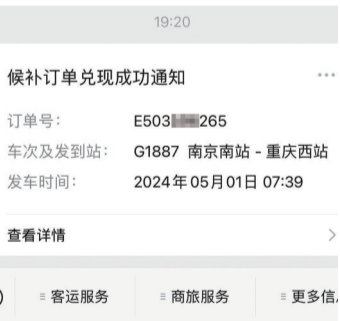 19:20
候补订单兑现成功通知
订单号: E503 265
车次及发到站: G1887 南京南站 - 重庆西站
发车时间: 2024年05月01日 07:39
查看详情
客运服务 商旅服务 更多信